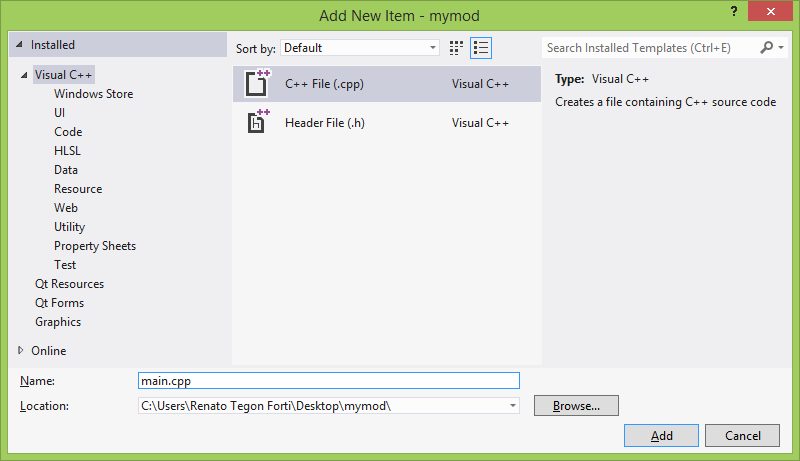 Add New Item - mymod
?
Installed
Sort by: Default
Search Installed Templates (Ctrl+E)
Visual C++
Windows Store
UI
Code
HLSL
Data
Resource
Web
Utility
Property Sheets
Test
Qt Resources
Qt Forms
Graphics
Online
C++ File (.cpp) Visual C++
Header File (.h) Visual C++
Type: Visual C++
Creates a file containing C++ source code
Name: main.cpp
Location: C:\Users\Renato Tegon Forti\Desktop\mymod\
Browse...
Add
Cancel